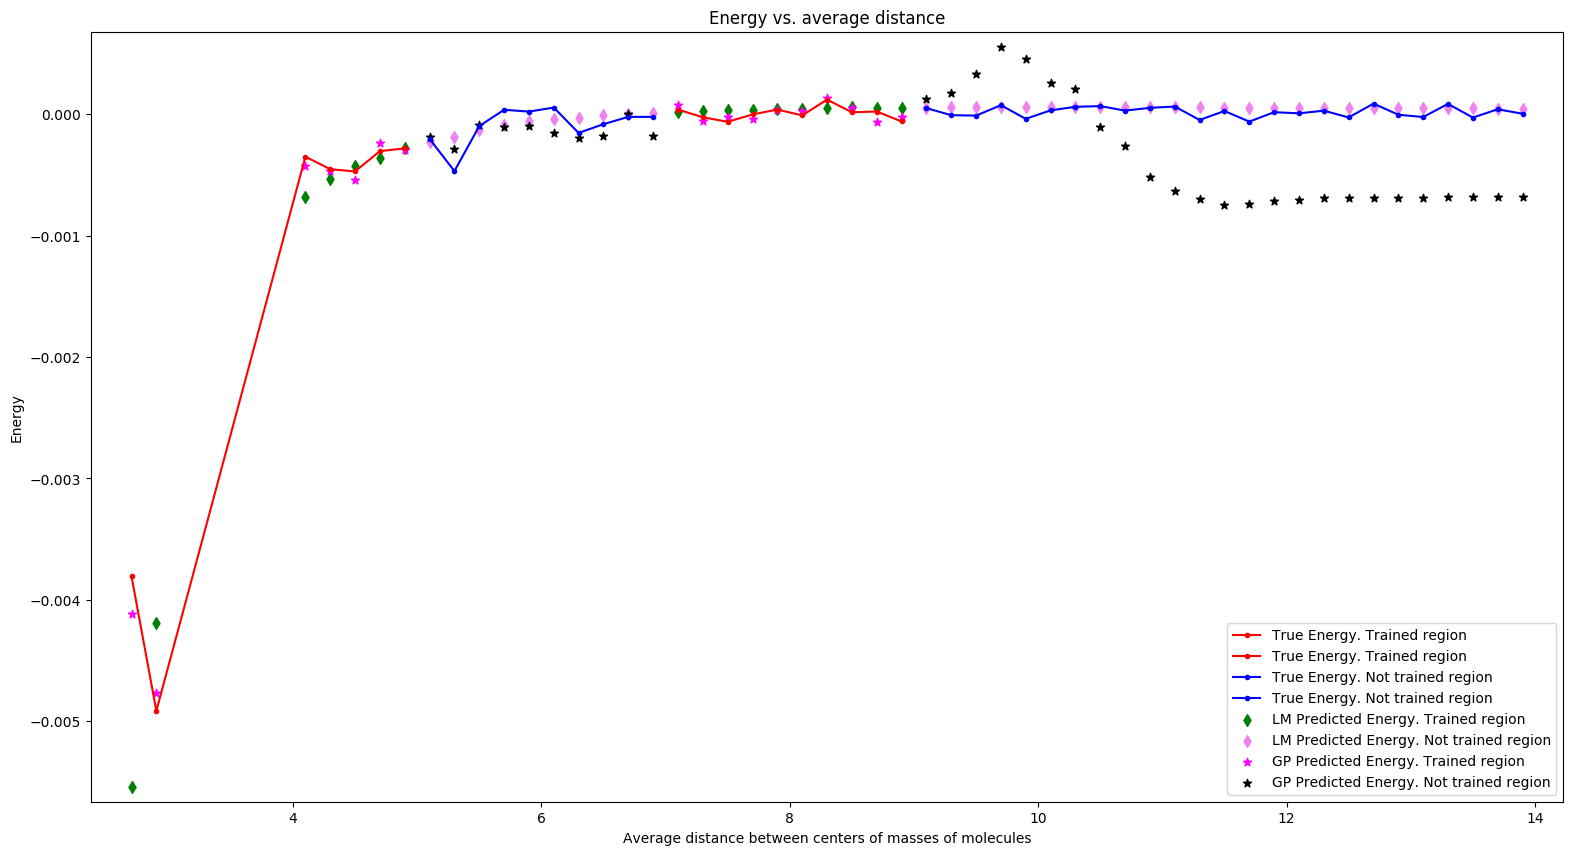 Energy vs. average distance
Energy
0.000
−0.001
−0.002
−0.003
−0.004
−0.005
True Energy. Trained region
True Energy. Trained region
True Energy. Not trained region
True Energy. Not trained region
LM Predicted Energy. Trained region
LM Predicted Energy. Not trained region
GP Predicted Energy. Trained region
GP Predicted Energy. Not trained region
4 6 8 10 12 14
Average distance between centers of masses of molecules